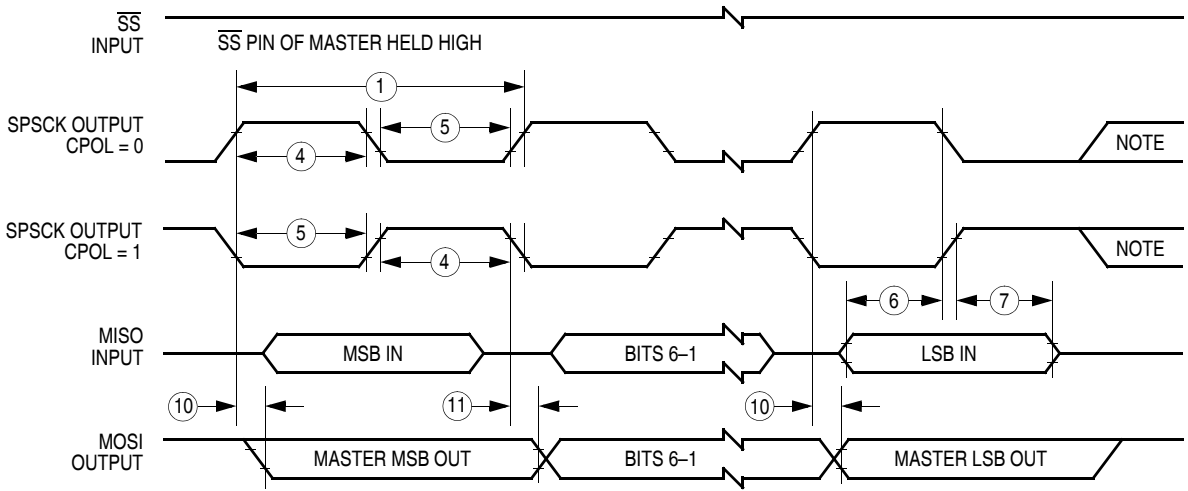 SS
INPUT
SS PIN OF MASTER HELD HIGH
1
SPSCK OUTPUT
CPOL = 0
5
4
NOTE
SPSCK OUTPUT
CPOL = 1
5
4
NOTE
6
7
MISO
INPUT
MSB IN
BITS 6–1
LSB IN
10
11
10
MOSI
OUTPUT
MASTER MSB OUT
BITS 6–1
MASTER LSB OUT